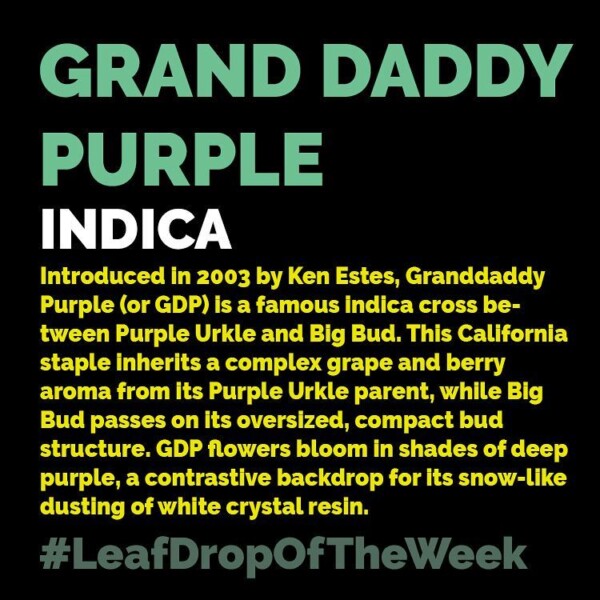 GRAND DADDY
PURPLE
INDICA
Introduced in 2003 by Ken Estes, Granddaddy
Purple (or GDP) is a famous indica cross be-
tween Purple Urkle and Big Bud. This California
staple inherits a complex grape and berry
aroma from its Purple Urkle parent, while Big
Bud passes on its oversized, compact bud
structure. GDP flowers bloom in shades of deep
purple, a contrastive backdrop for its snow-like
dusting of white crystal resin.
#LeafDropOfTheWeek